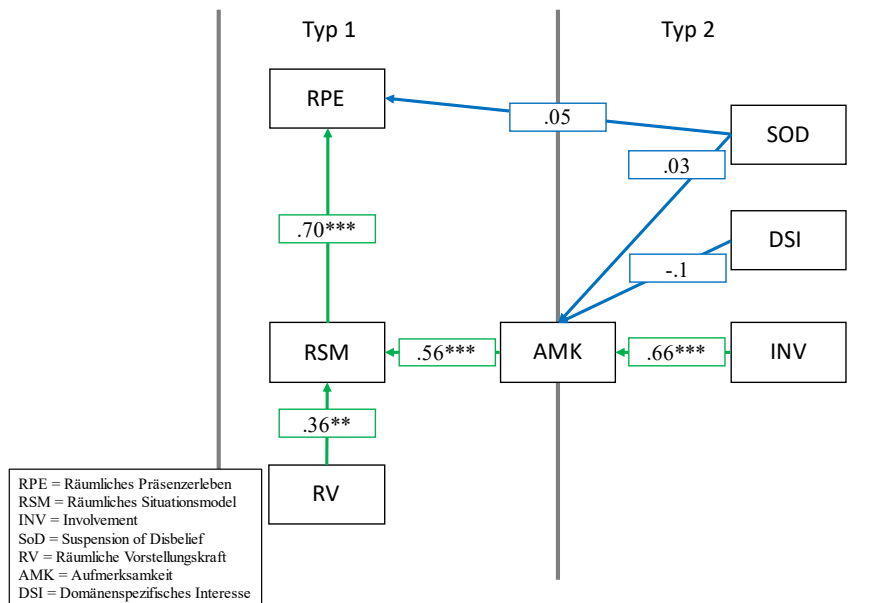 Typ 1
Typ 2
RPE
.05
SOD
.03
.70***
DSI
-.1
RSM
.56***
AMK
.66***
INV
.36**
RV
RPE = Räumliches Präsenzerleben
RSM = Räumliches Situationsmodel
INV = Involvement
SoD = Suspension of Disbelief
RV = Räumliche Vorstellungskraft
AMK = Aufmerksamkeit
DSI = Domänenspezifisches Interesse